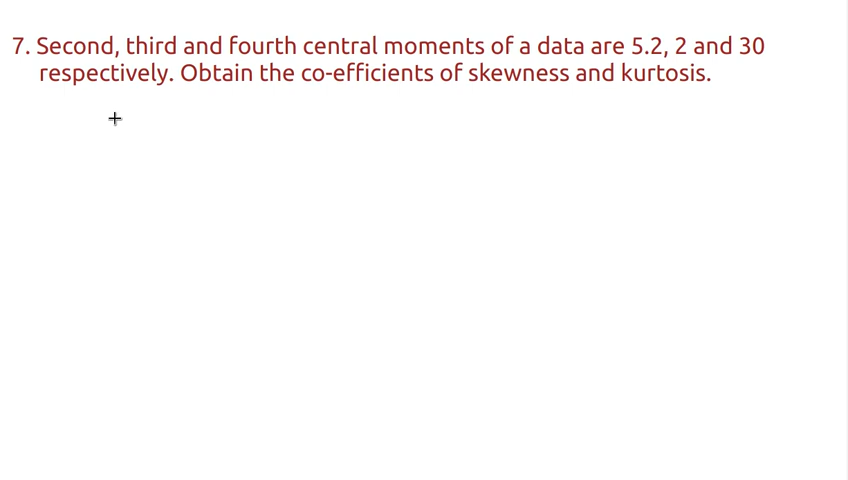 7. Second, third and fourth central moments of a data are 5.2, 2 and 30
respectively. Obtain the co-efficients of skewness and kurtosis.